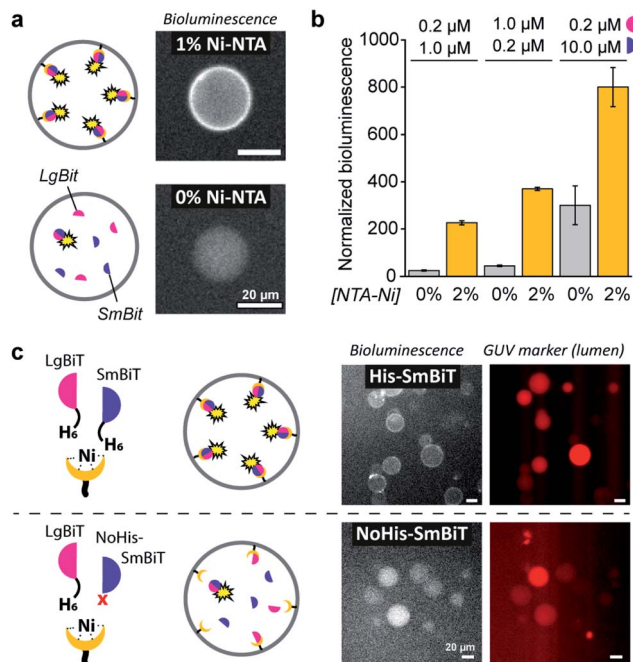 a
Bioluminescence
1% Ni-NTA
LgBit
0% Ni-NTA
SmBit
20 µm
b
0.2 µM 1.0 µM 0.2 µM
1.0 µM 0.2 µM 10.0 µM
Normalized bioluminescence
1000
800
600
400
200
0
[NTA-Ni] 0% 2% 0% 2% 0% 2%
c
LgBiT
SmBiT
H6
H6
Ni
Bioluminescence
GUV marker (lumen)
His-SmBiT
LgBiT
NoHis-
SmBiT
H6
x
Ni
NoHis-SmBiT
20 µm